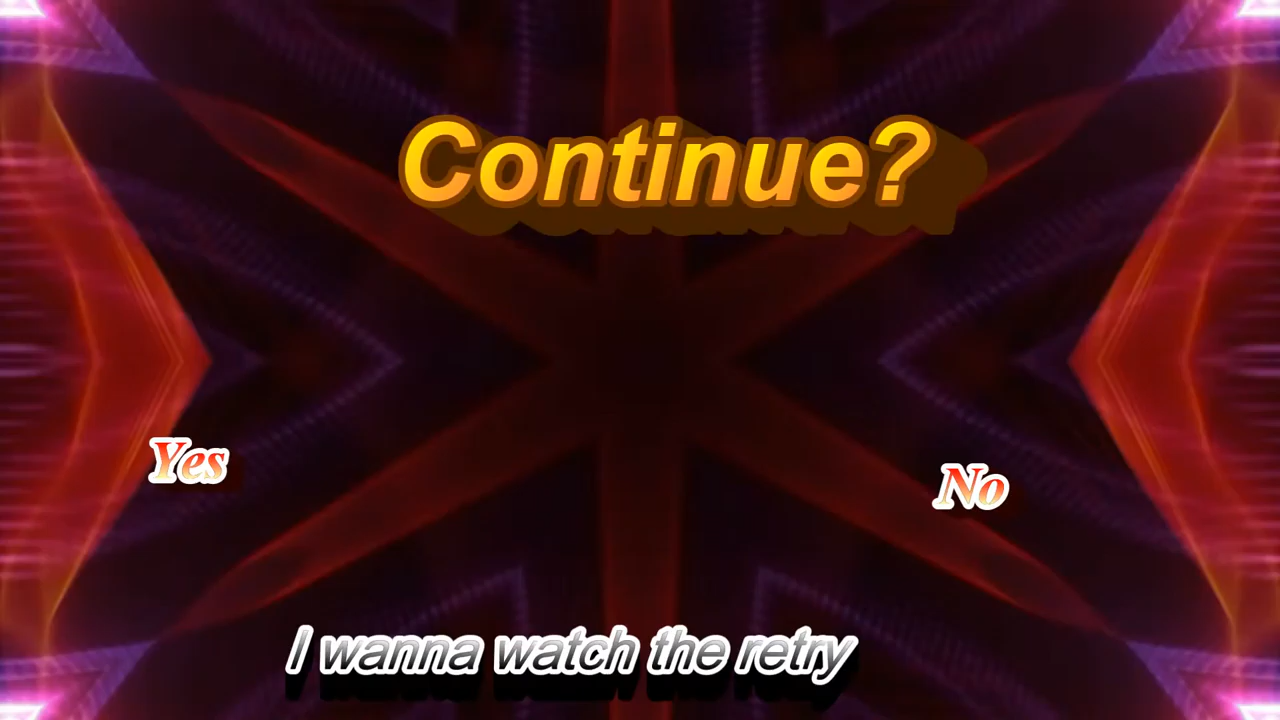 Continue?
Yes
No
I wanna watch the retry